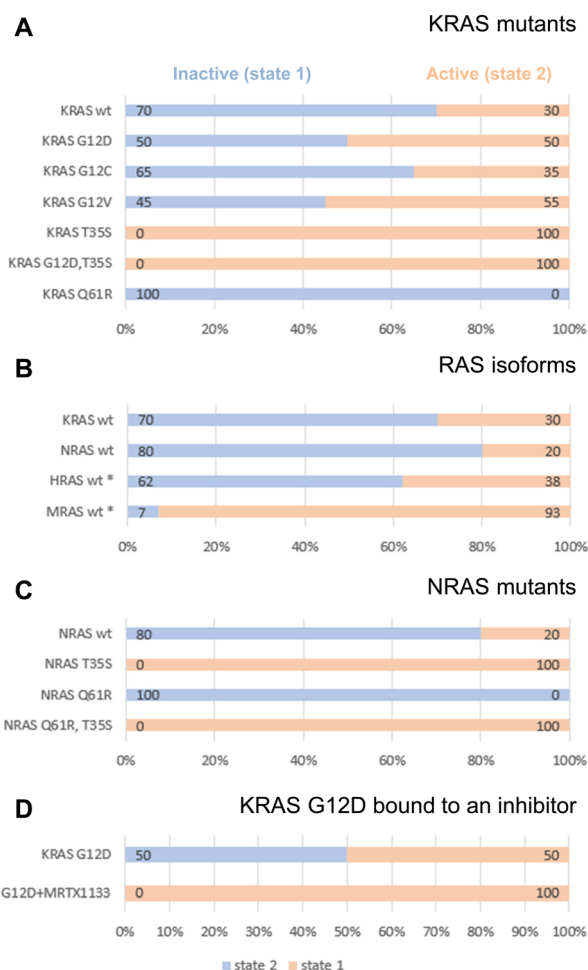 A
KRAS mutants
Inactive (state 1)
Active (state 2)
KRAS wt 70 30
KRAS G12D 50 50
KRAS G12C 65 35
KRAS G12V 45 55
KRAS T35S 0 100
KRAS G12D,T35S 0 100
KRAS Q61R 100 0
0% 20% 40% 60% 80% 100%
B
RAS isoforms
KRAS wt 70 30
NRAS wt 80 20
HRAS wt * 62 38
MRAS wt * 7 93
0% 20% 40% 60% 80% 100%
C
NRAS mutants
NRAS wt 80 20
NRAS T35S 0 100
NRAS Q61R 100 0
NRAS Q61R, T35S 0 100
0% 20% 40% 60% 80% 100%
D
KRAS G12D bound to an inhibitor
KRAS G12D 50 50
G12D+MRTX1133 0 100
0% 10% 20% 30% 40% 50% 60% 70% 80% 90% 100%
state 2 state 1